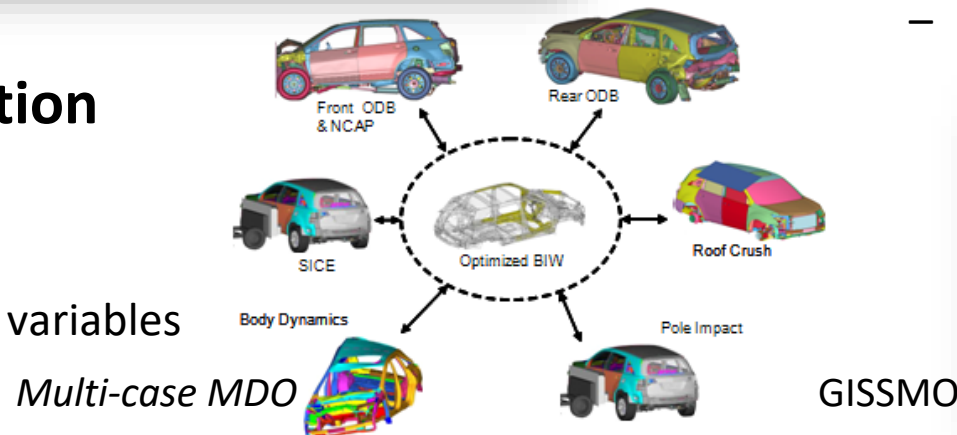 tion
Front ODB
& NCAP
Rear ODB
SICE
Optimized BIW
Roof Crush
variables
Body Dynamics
Pole Impact
Multi-case MDO
GISSMO